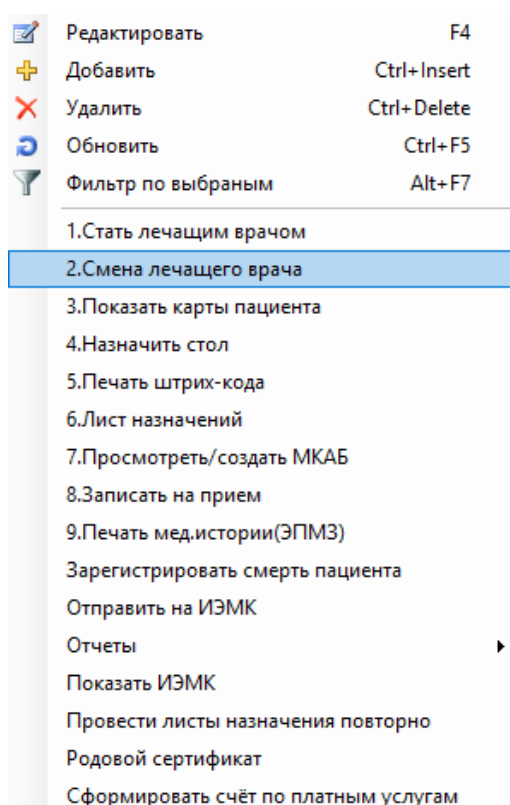 Редактировать F4
Добавить Ctrl+Insert
Удалить Ctrl+Delete
Обновить Ctrl+F5
Фильтр по выбраным Alt+F7
1.Стать лечащим врачом
2.Смена лечащего врача
3.Показать карты пациента
4.Назначить стол
5.Печать штрих-кода
6.Лист назначений
7.Просмотреть/создать МКАБ
8.Записать на прием
9.Печать мед.истории(ЭПМЗ)
Зарегистрировать смерть пациента
Отправить на ИЭМК
Отчеты
Показать ИЭМК
Провести листы назначения повторно
Родовой сертификат
Сформировать счёт по платным услугам